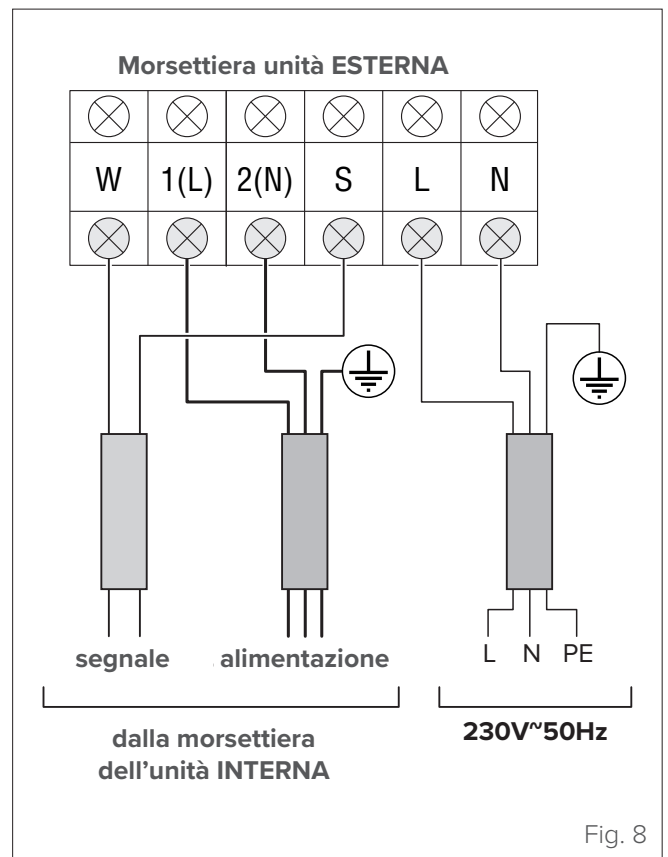 Morsettiera unità ESTERNA
W 1(L) 2(N) S L N
segnale alimentazione
L N PE
dalla morsettiera
dell'unità INTERNA
230V~50Hz
Fig. 8